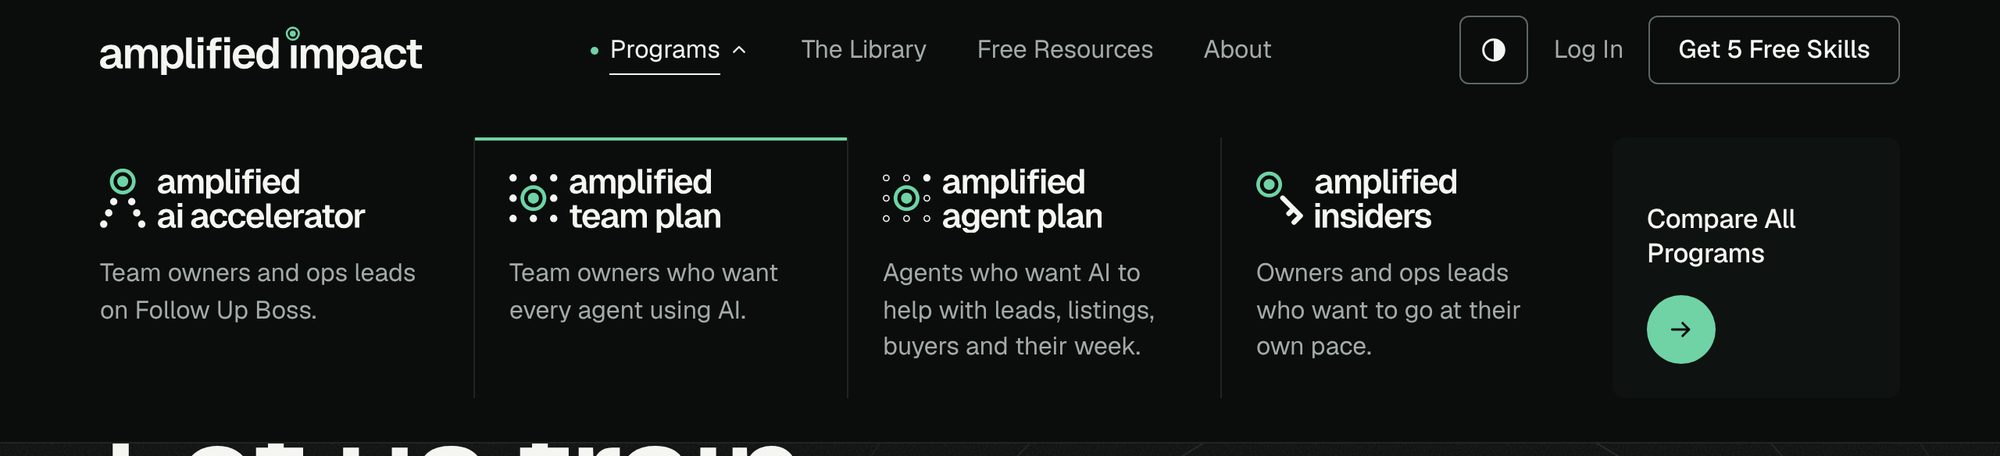 amplified impact
Programs
The Library
Free Resources
About
Log In
Get 5 Free Skills
amplified
ai accelerator
Team owners and ops leads
on Follow Up Boss.
amplified
team plan
Team owners who want
every agent using AI.
amplified
agent plan
Agents who want AI to
help with leads, listings,
buyers and their week.
amplified
insiders
Owners and ops leads
who want to go at their
own pace.
Compare All
Programs
Let us train